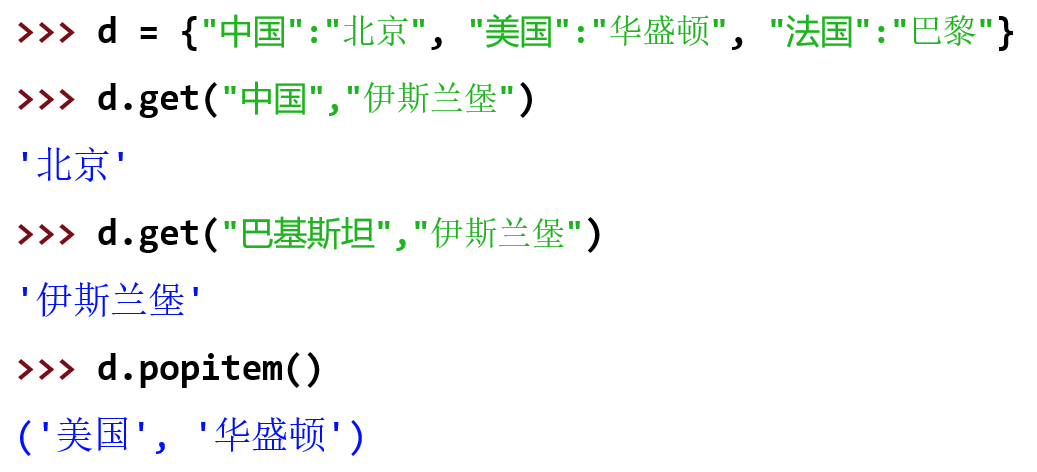 >>> d = {"中国":"北京", "美国":"华盛顿", "法国":"巴黎"}
>>> d.get("中国","伊斯兰堡")
'北京'
>>> d.get("巴基斯坦","伊斯兰堡")
'伊斯兰堡'
>>> d.popitem()
('美国', '华盛顿')